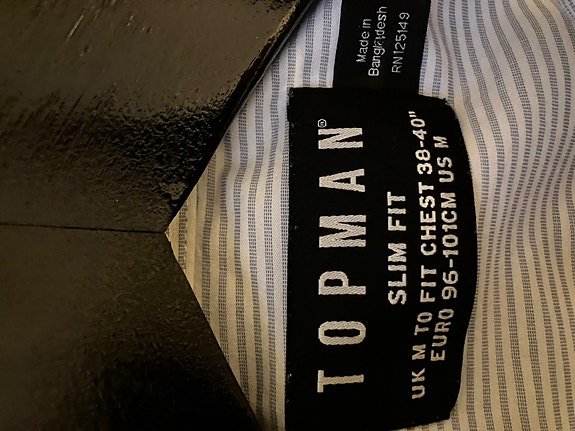 Made in
Bangladesh
RN125149
TOPMAN®
SLIM FIT
UK M TO FIT CHEST 38-40"
EURO 96-101CM US M